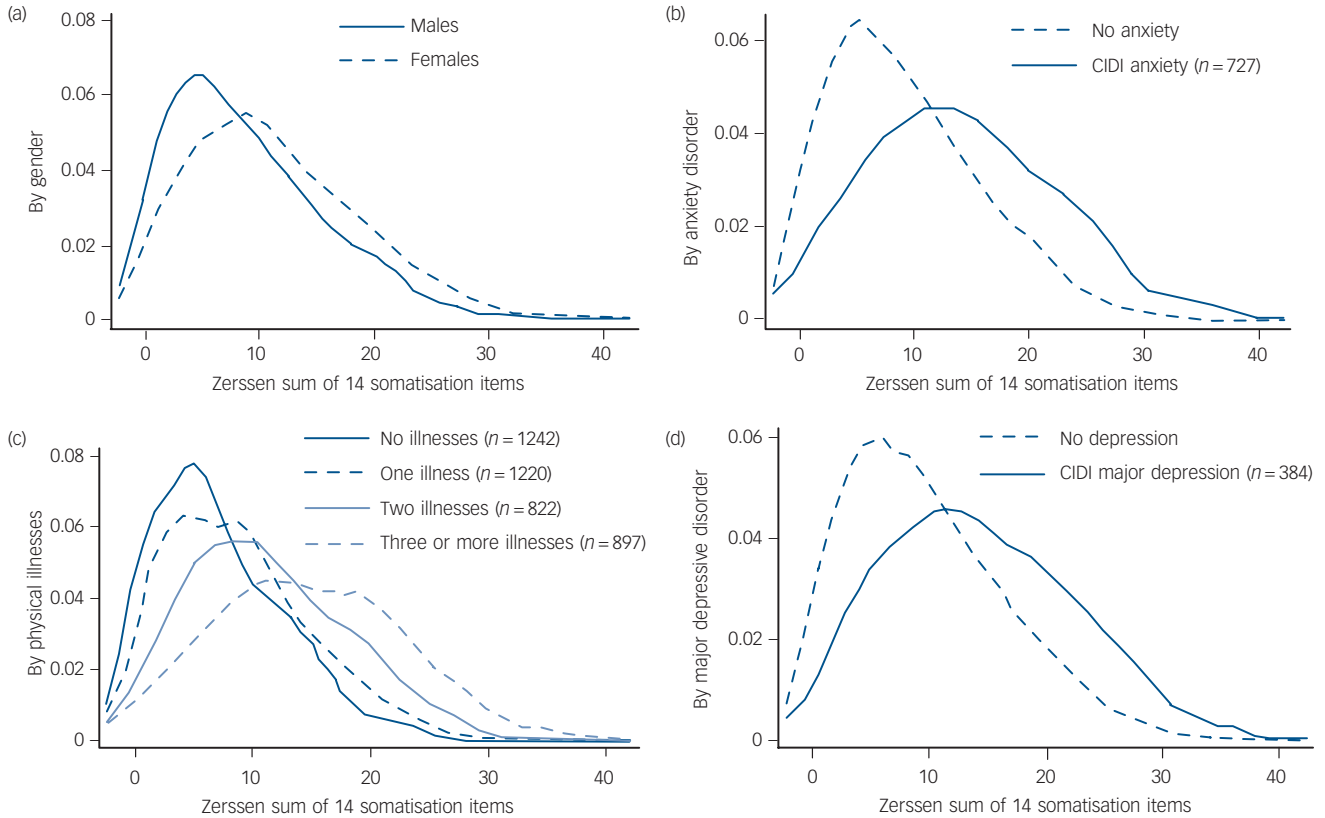 (a)
0.08
0.06
0.04
0.02
0
By gender
Males
Females
0 10 20 30 40
Zerssen sum of 14 somatisation items
(b)
0.06
0.04
0.02
0
By anxiety disorder
No anxiety
CIDI anxiety (n = 727)
0 10 20 30 40
Zerssen sum of 14 somatisation items
(c)
0.08
0.06
0.04
0.02
0
By physical illnesses
No illnesses (n = 1242)
One illness (n = 1220)
Two illnesses (n = 822)
Three or more illnesses (n = 897)
0 10 20 30 40
Zerssen sum of 14 somatisation items
(d)
0.06
0.04
0.02
0
By major depressive disorder
No depression
CIDI major depression (n = 384)
0 10 20 30 40
Zerssen sum of 14 somatisation items